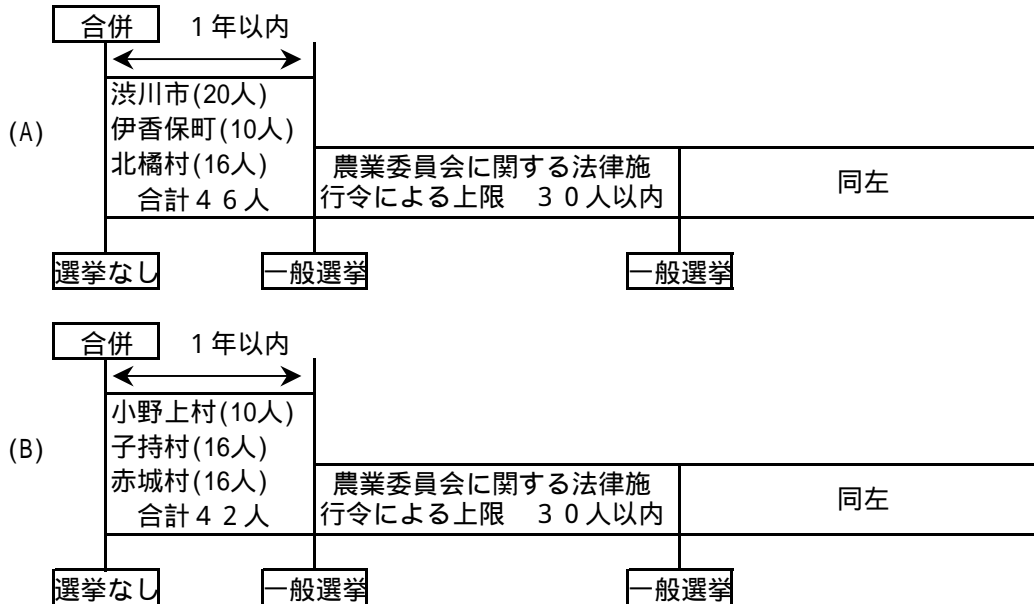 合併 1年以内
(A)
渋川市(20人)
伊香保町(10人)
北橘村(16人)
合計46人
農業委員会に関する法律施
行令による上限 30人以内
同左
選挙なし 一般選挙 一般選挙
合併 1年以内
(B)
小野上村(10人)
子持村(16人)
赤城村(16人)
合計42人
農業委員会に関する法律施
行令による上限 30人以内
同左
選挙なし 一般選挙 一般選挙